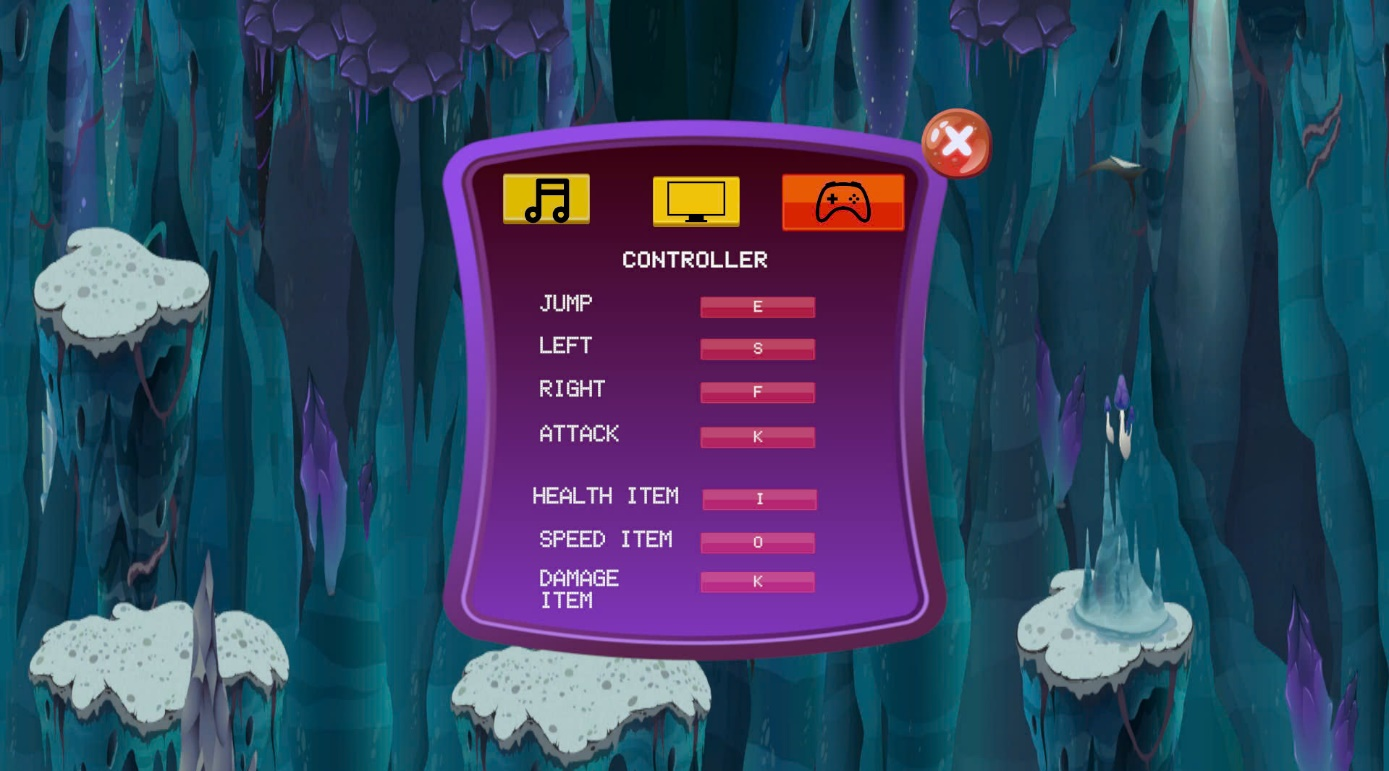 CONTROLLER
JUMP E
LEFT S
RIGHT F
ATTACK K
HEALTH ITEM I
SPEED ITEM O
DAMAGE K
ITEM